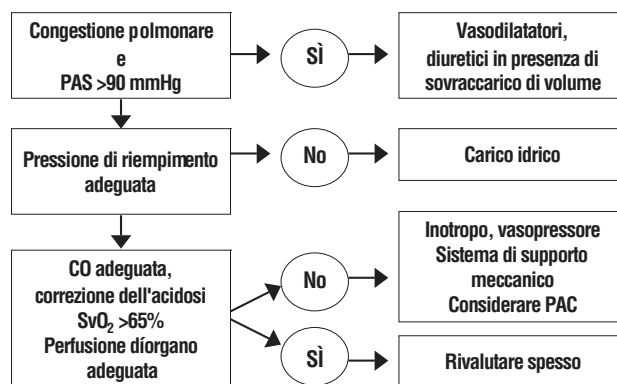 Congestione polmonare
e
PAS >90 mmHg
SÌ
Vasodilatatori,
diuretici in presenza di
sovraccarico di volume
Pressione di riempimento
adeguata
No
Carico idrico
CO adeguata,
correzione dell'acidosi
SvO₂ >65%
Perfusione díorgano
adeguata
No
Inotropo, vasopressore
Sistema di supporto
meccanico
Considerare PAC
SÌ
Rivalutare spesso